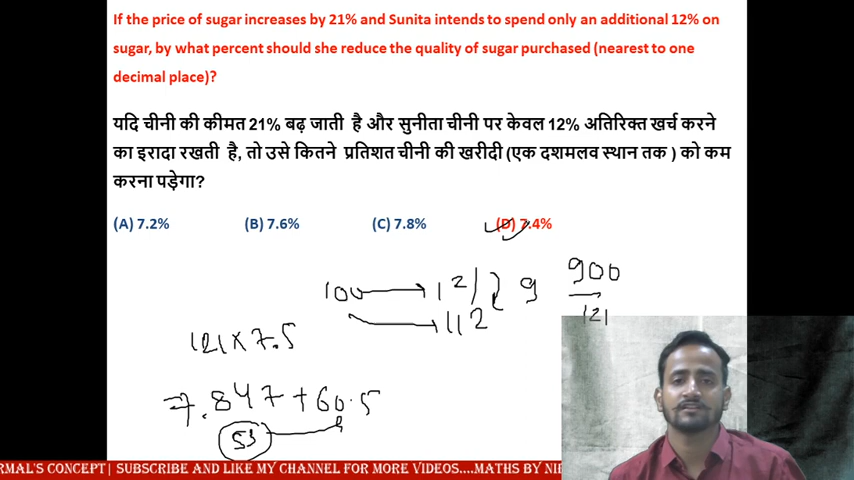 If the price of sugar increases by 21% and Sunita intends to spend only an additional 12% on
sugar, by what percent should she reduce the quality of sugar purchased (nearest to one
decimal place)?
यदि चीनी की कीमत 21% बढ़ जाती है और सुनीता चीनी पर केवल 12% अतिरिक्त खर्च करने
का इरादा रखती है, तो उसे कितने प्रतिशत चीनी की खरीदी (एक दशमलव स्थान तक ) को कम
करना पड़ेगा?
(A) 7.2% (B) 7.6% (C) 7.8% (D) 7.4%
100 121 9 900
112 121
121 x 7.5
7.847 + 60.5
53
RMAL'S CONCEPT| SUBSCRIBE AND LIKE MY CHANNEL FOR MORE VIDEOS....MATHS BY